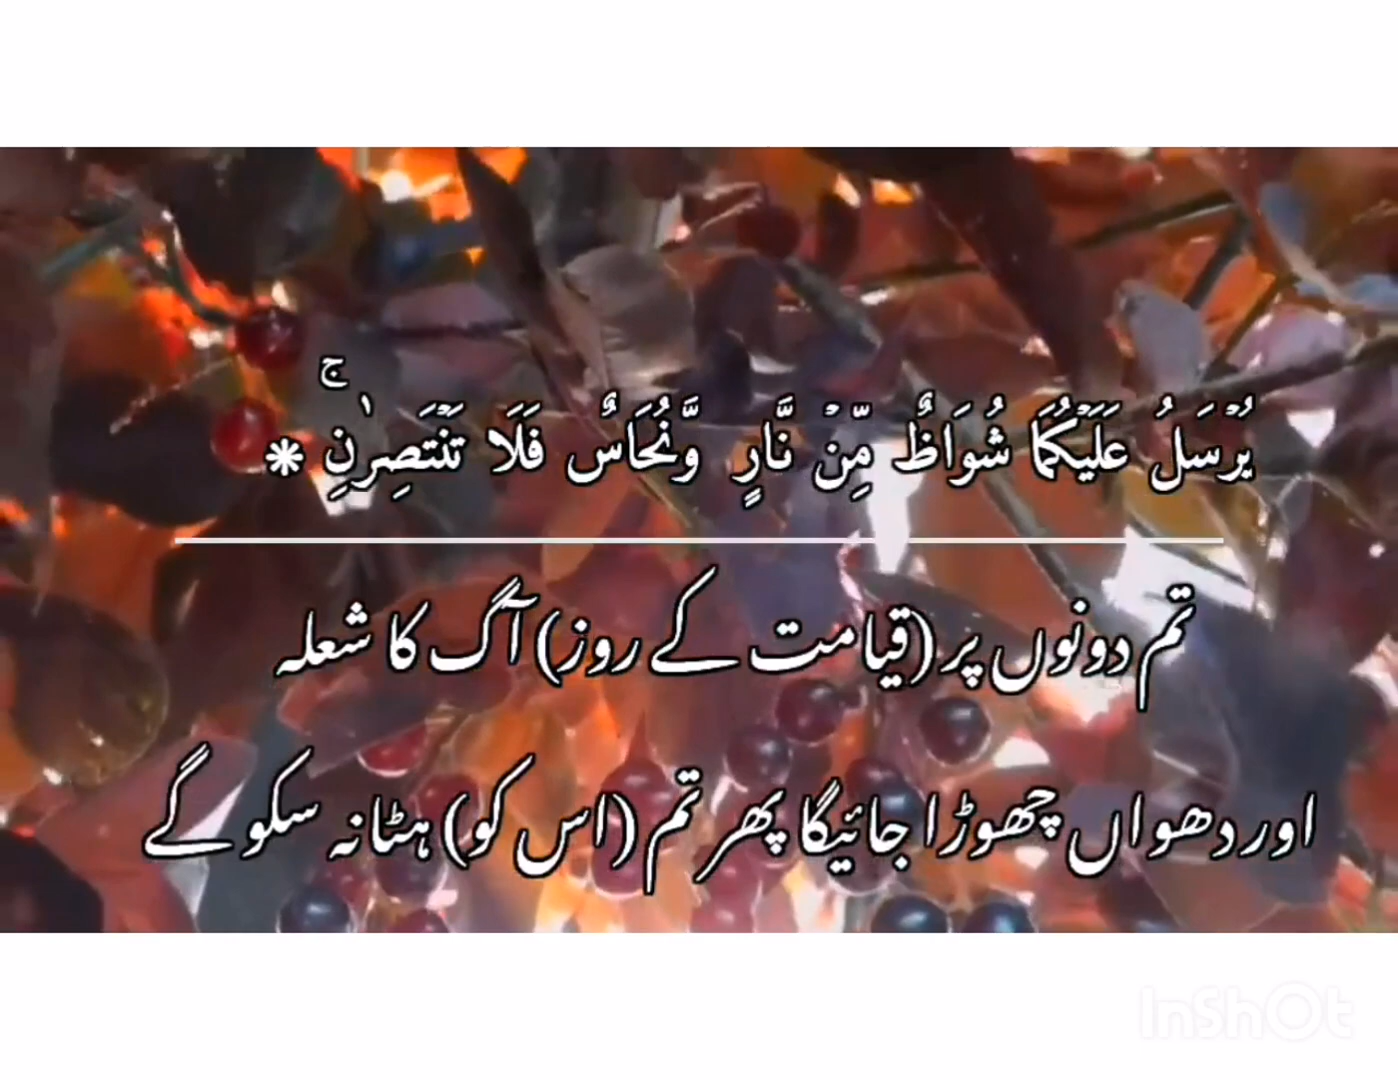 يُرْسَلُ عَلَيْكُمَا شُوَاظٌ مِّنْ نَّارٍ وَّنُحَاسٌ فَلَا تَنْتَصِرٰنِۚ *
تم دونوں پر (قیامت کے روز) آگ کا شعلہ
اور دھواں چھوڑا جائیگا پھر تم (اس کو) ہٹا نہ سکو گے
InShOt